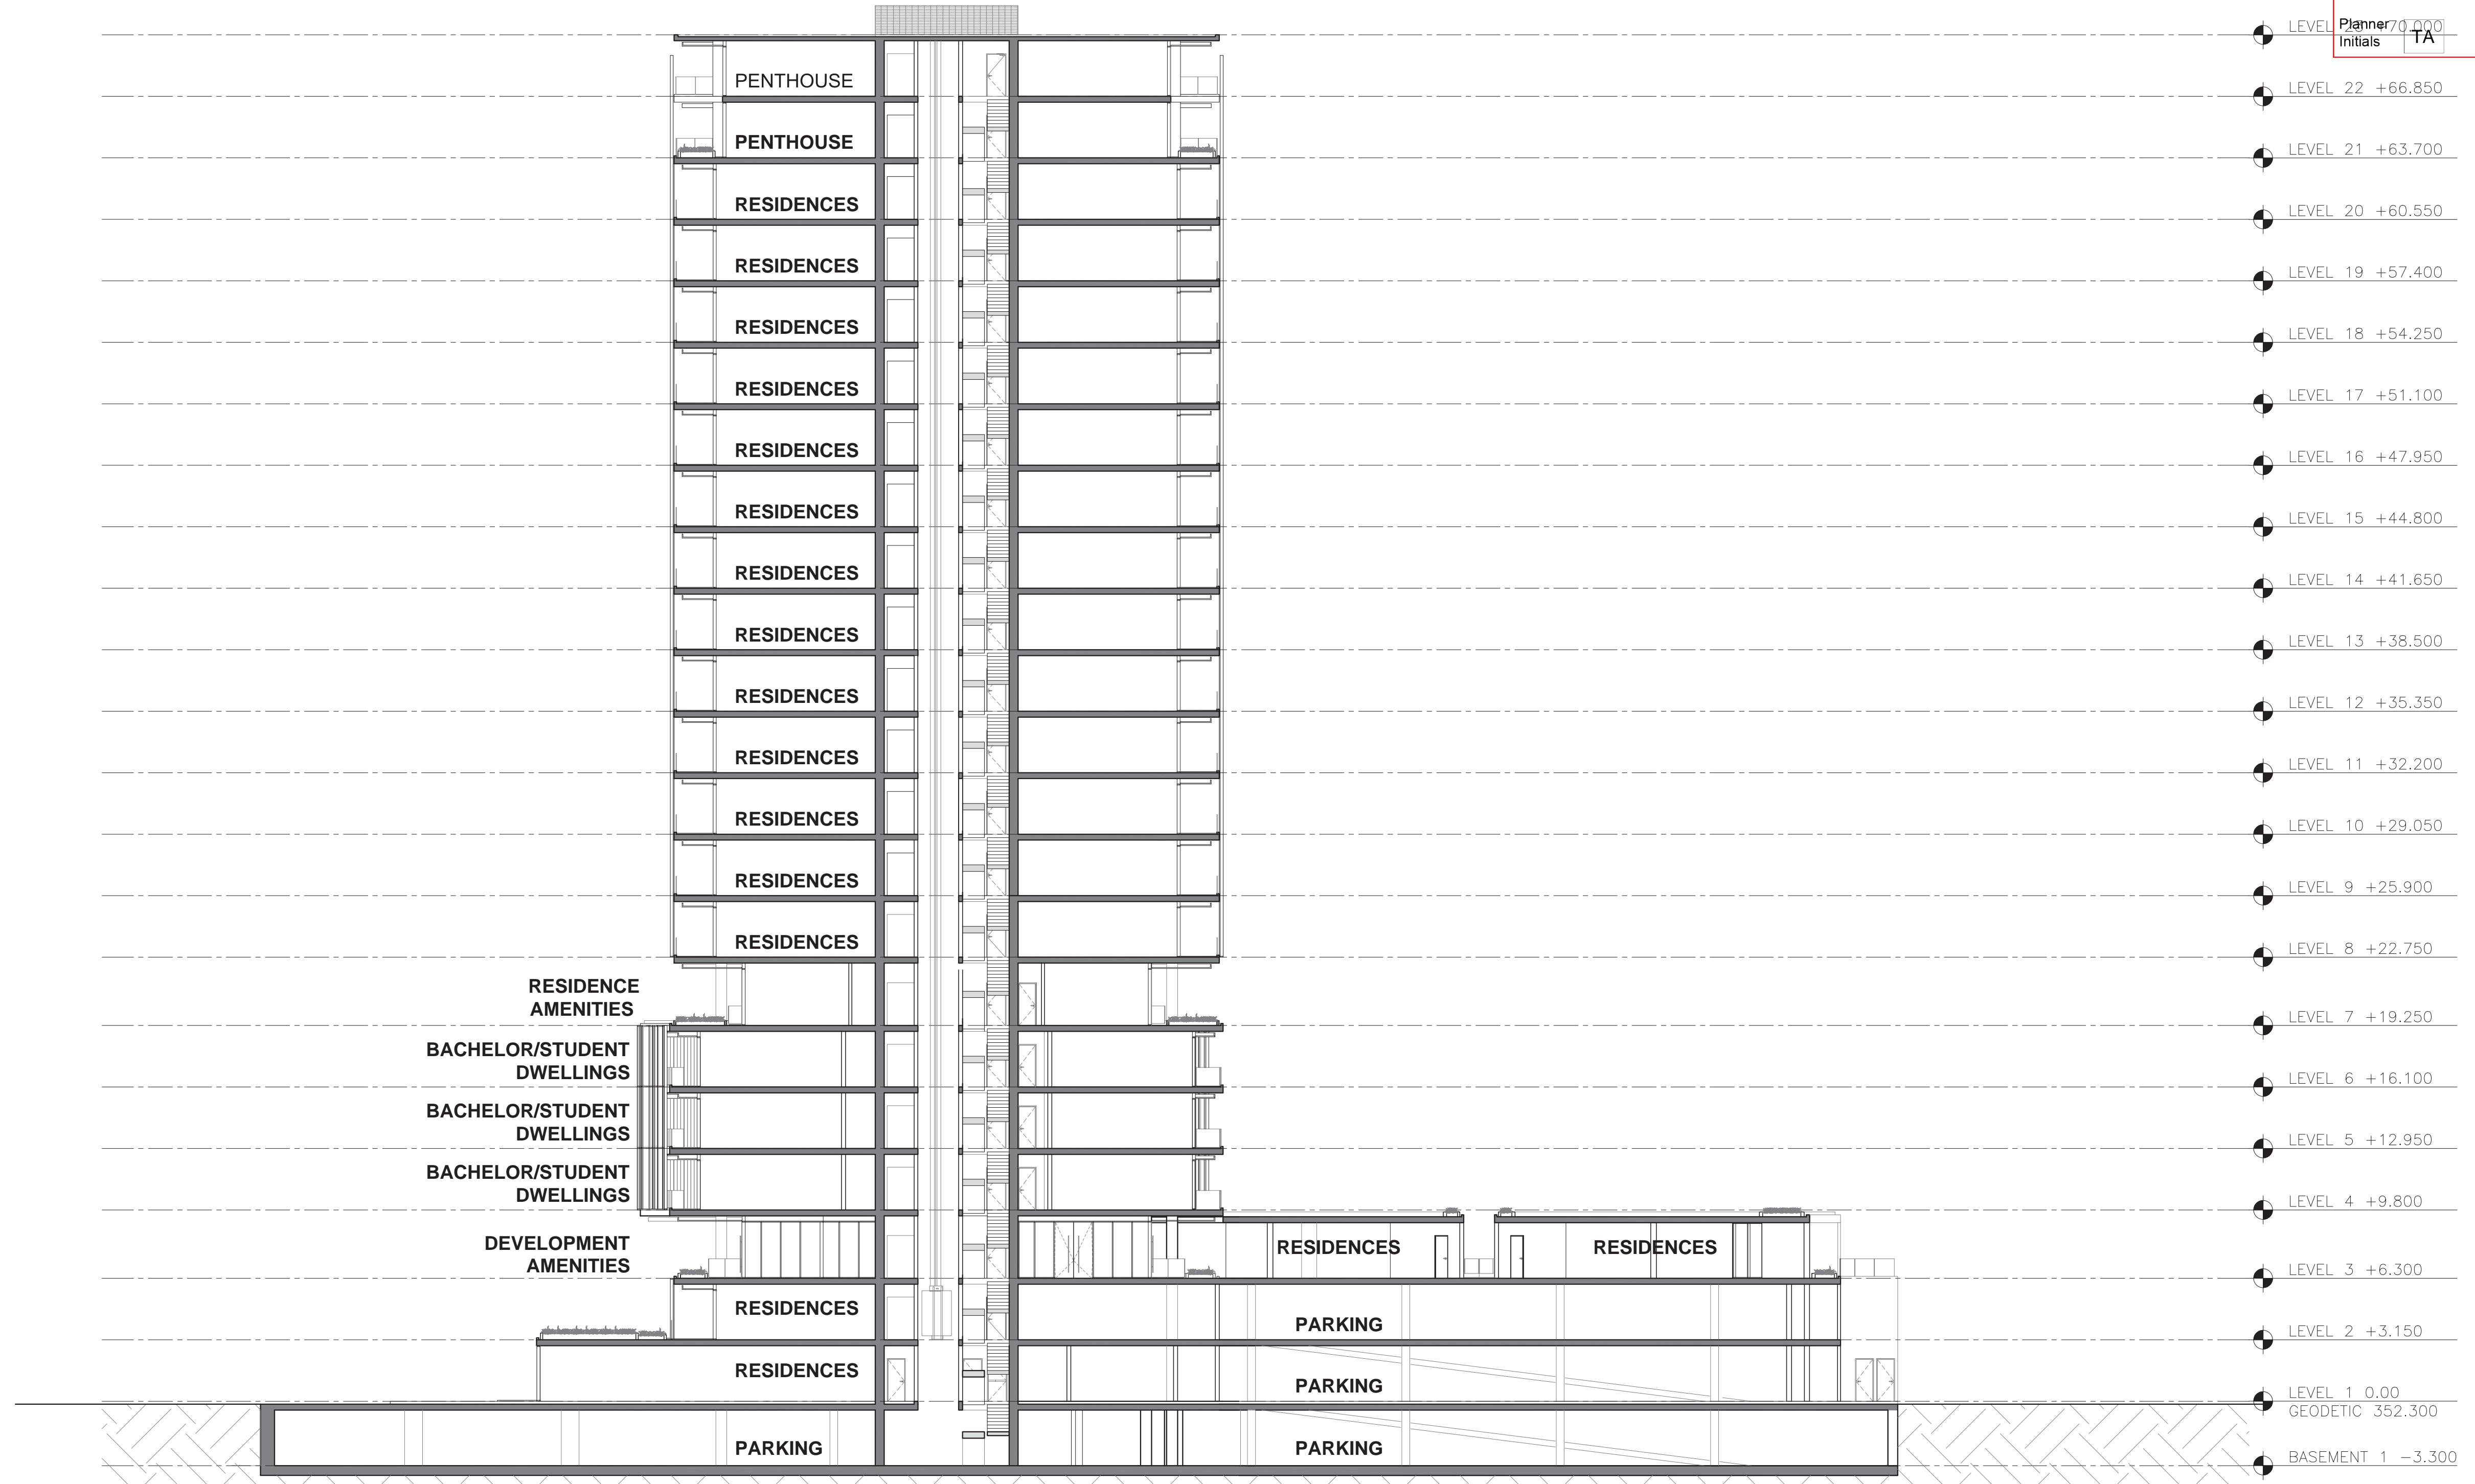 LEVEL 23 +70.000
Planner
Initials
TA
PENTHOUSE
LEVEL 22 +66.850
PENTHOUSE
LEVEL 21 +63.700
RESIDENCES
LEVEL 20 +60.550
RESIDENCES
LEVEL 19 +57.400
RESIDENCES
LEVEL 18 +54.250
RESIDENCES
LEVEL 17 +51.100
RESIDENCES
LEVEL 16 +47.950
RESIDENCES
LEVEL 15 +44.800
RESIDENCES
LEVEL 14 +41.650
RESIDENCES
LEVEL 13 +38.500
RESIDENCES
LEVEL 12 +35.350
RESIDENCES
LEVEL 11 +32.200
RESIDENCES
LEVEL 10 +29.050
RESIDENCES
LEVEL 9 +25.900
RESIDENCES
LEVEL 8 +22.750
RESIDENCE
AMENITIES
LEVEL 7 +19.250
BACHELOR/STUDENT
DWELLINGS
LEVEL 6 +16.100
BACHELOR/STUDENT
DWELLINGS
LEVEL 5 +12.950
BACHELOR/STUDENT
DWELLINGS
LEVEL 4 +9.800
DEVELOPMENT
AMENITIES
RESIDENCES
RESIDENCES
LEVEL 3 +6.300
RESIDENCES
PARKING
LEVEL 2 +3.150
RESIDENCES
PARKING
LEVEL 1 0.00
GEODETIC 352.300
PARKING
PARKING
BASEMENT 1 -3.300